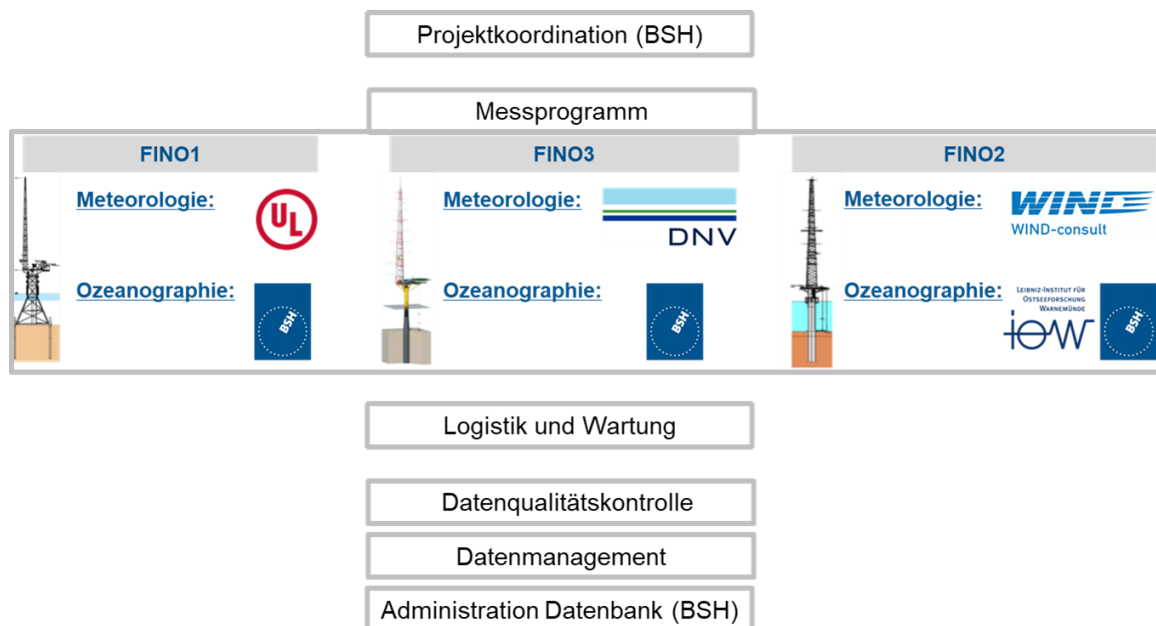 Projektkoordination (BSH)
Messprogramm
FINO1
FINO3
FINO2
Meteorologie:
UL
Meteorologie:
DNV
Meteorologie:
WIND
WIND-consult
Ozeanographie:
BSH
Ozeanographie:
BSH
Ozeanographie:
LEIBNIZ-INSTITUT FÜR
OSTSEEFORSCHUNG
WARNEMÜNDE
iow
BSH
Logistik und Wartung
Datenqualitätskontrolle
Datenmanagement
Administration Datenbank (BSH)